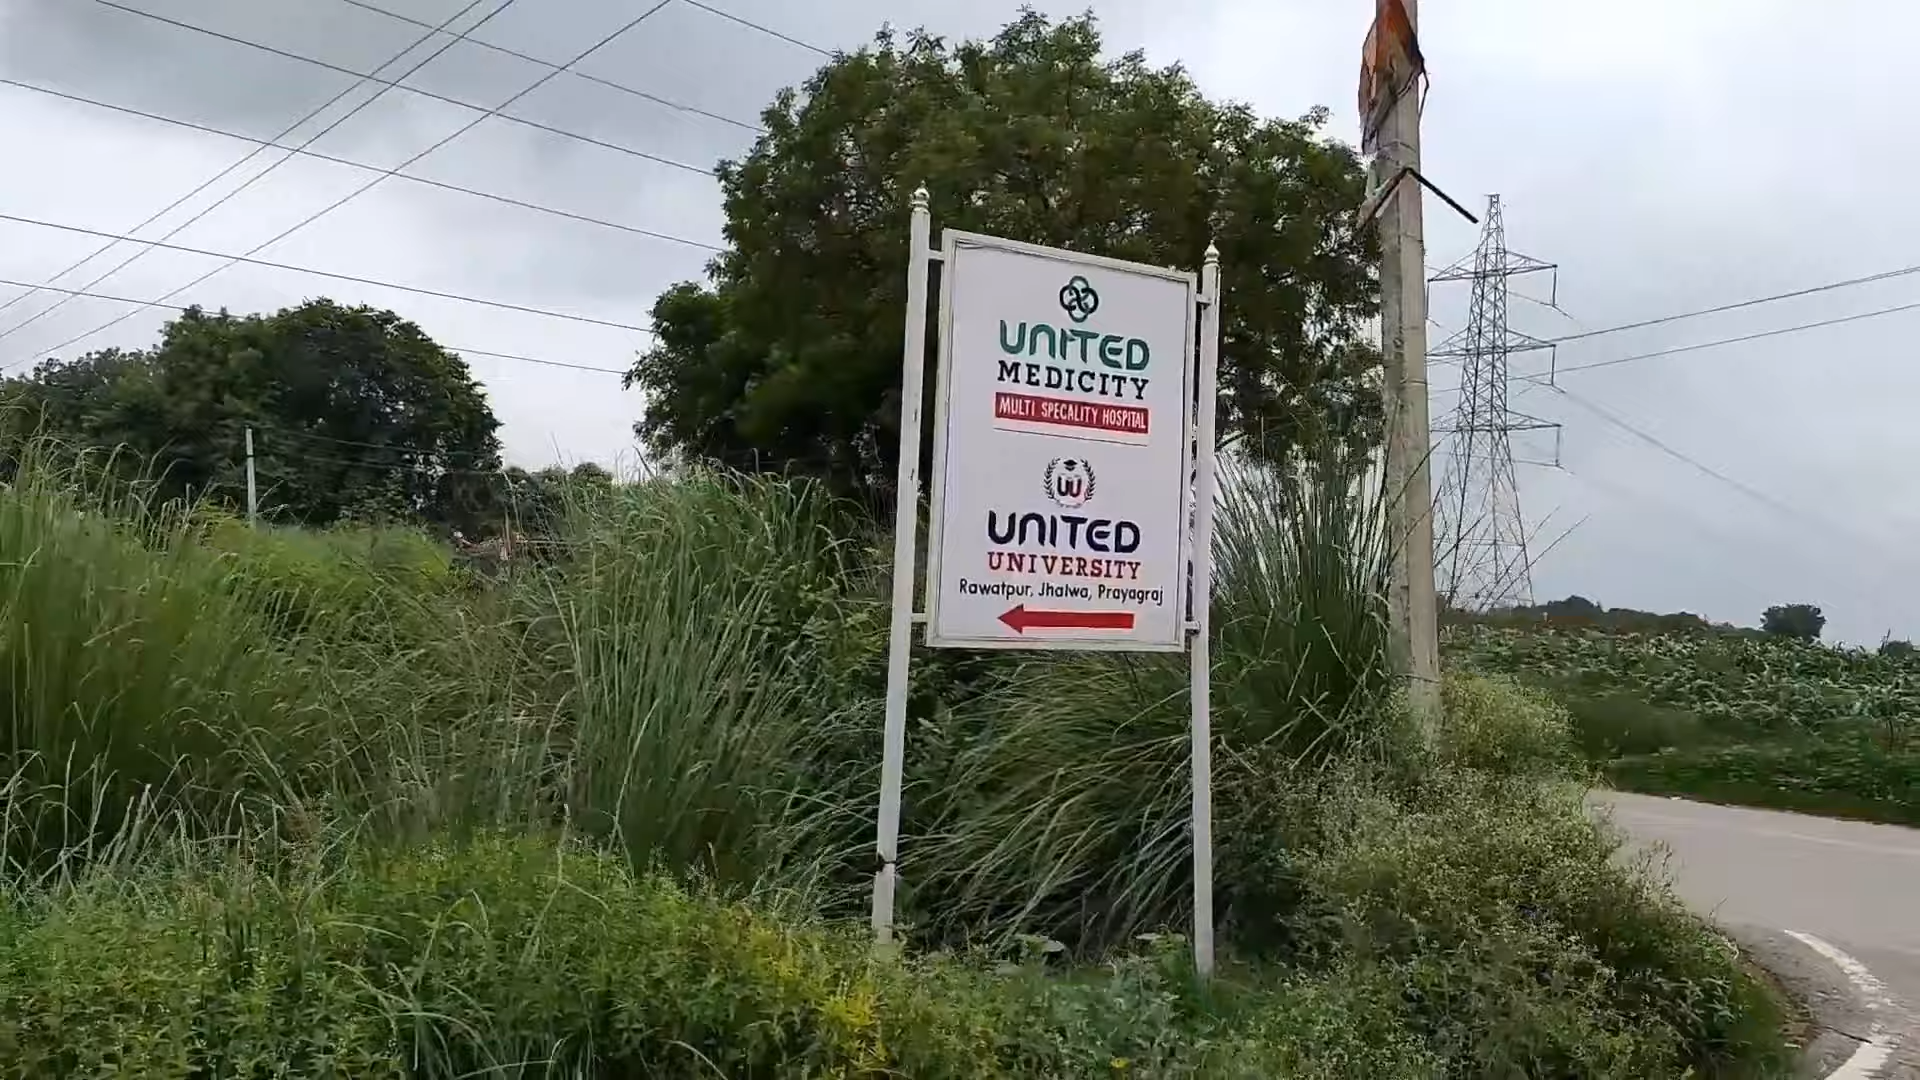 UNITED
MEDICITY
MULTI SPECALITY HOSPITAL
UNITED
UNIVERSITY
Rawatpur, Jhalwa, Prayagraj